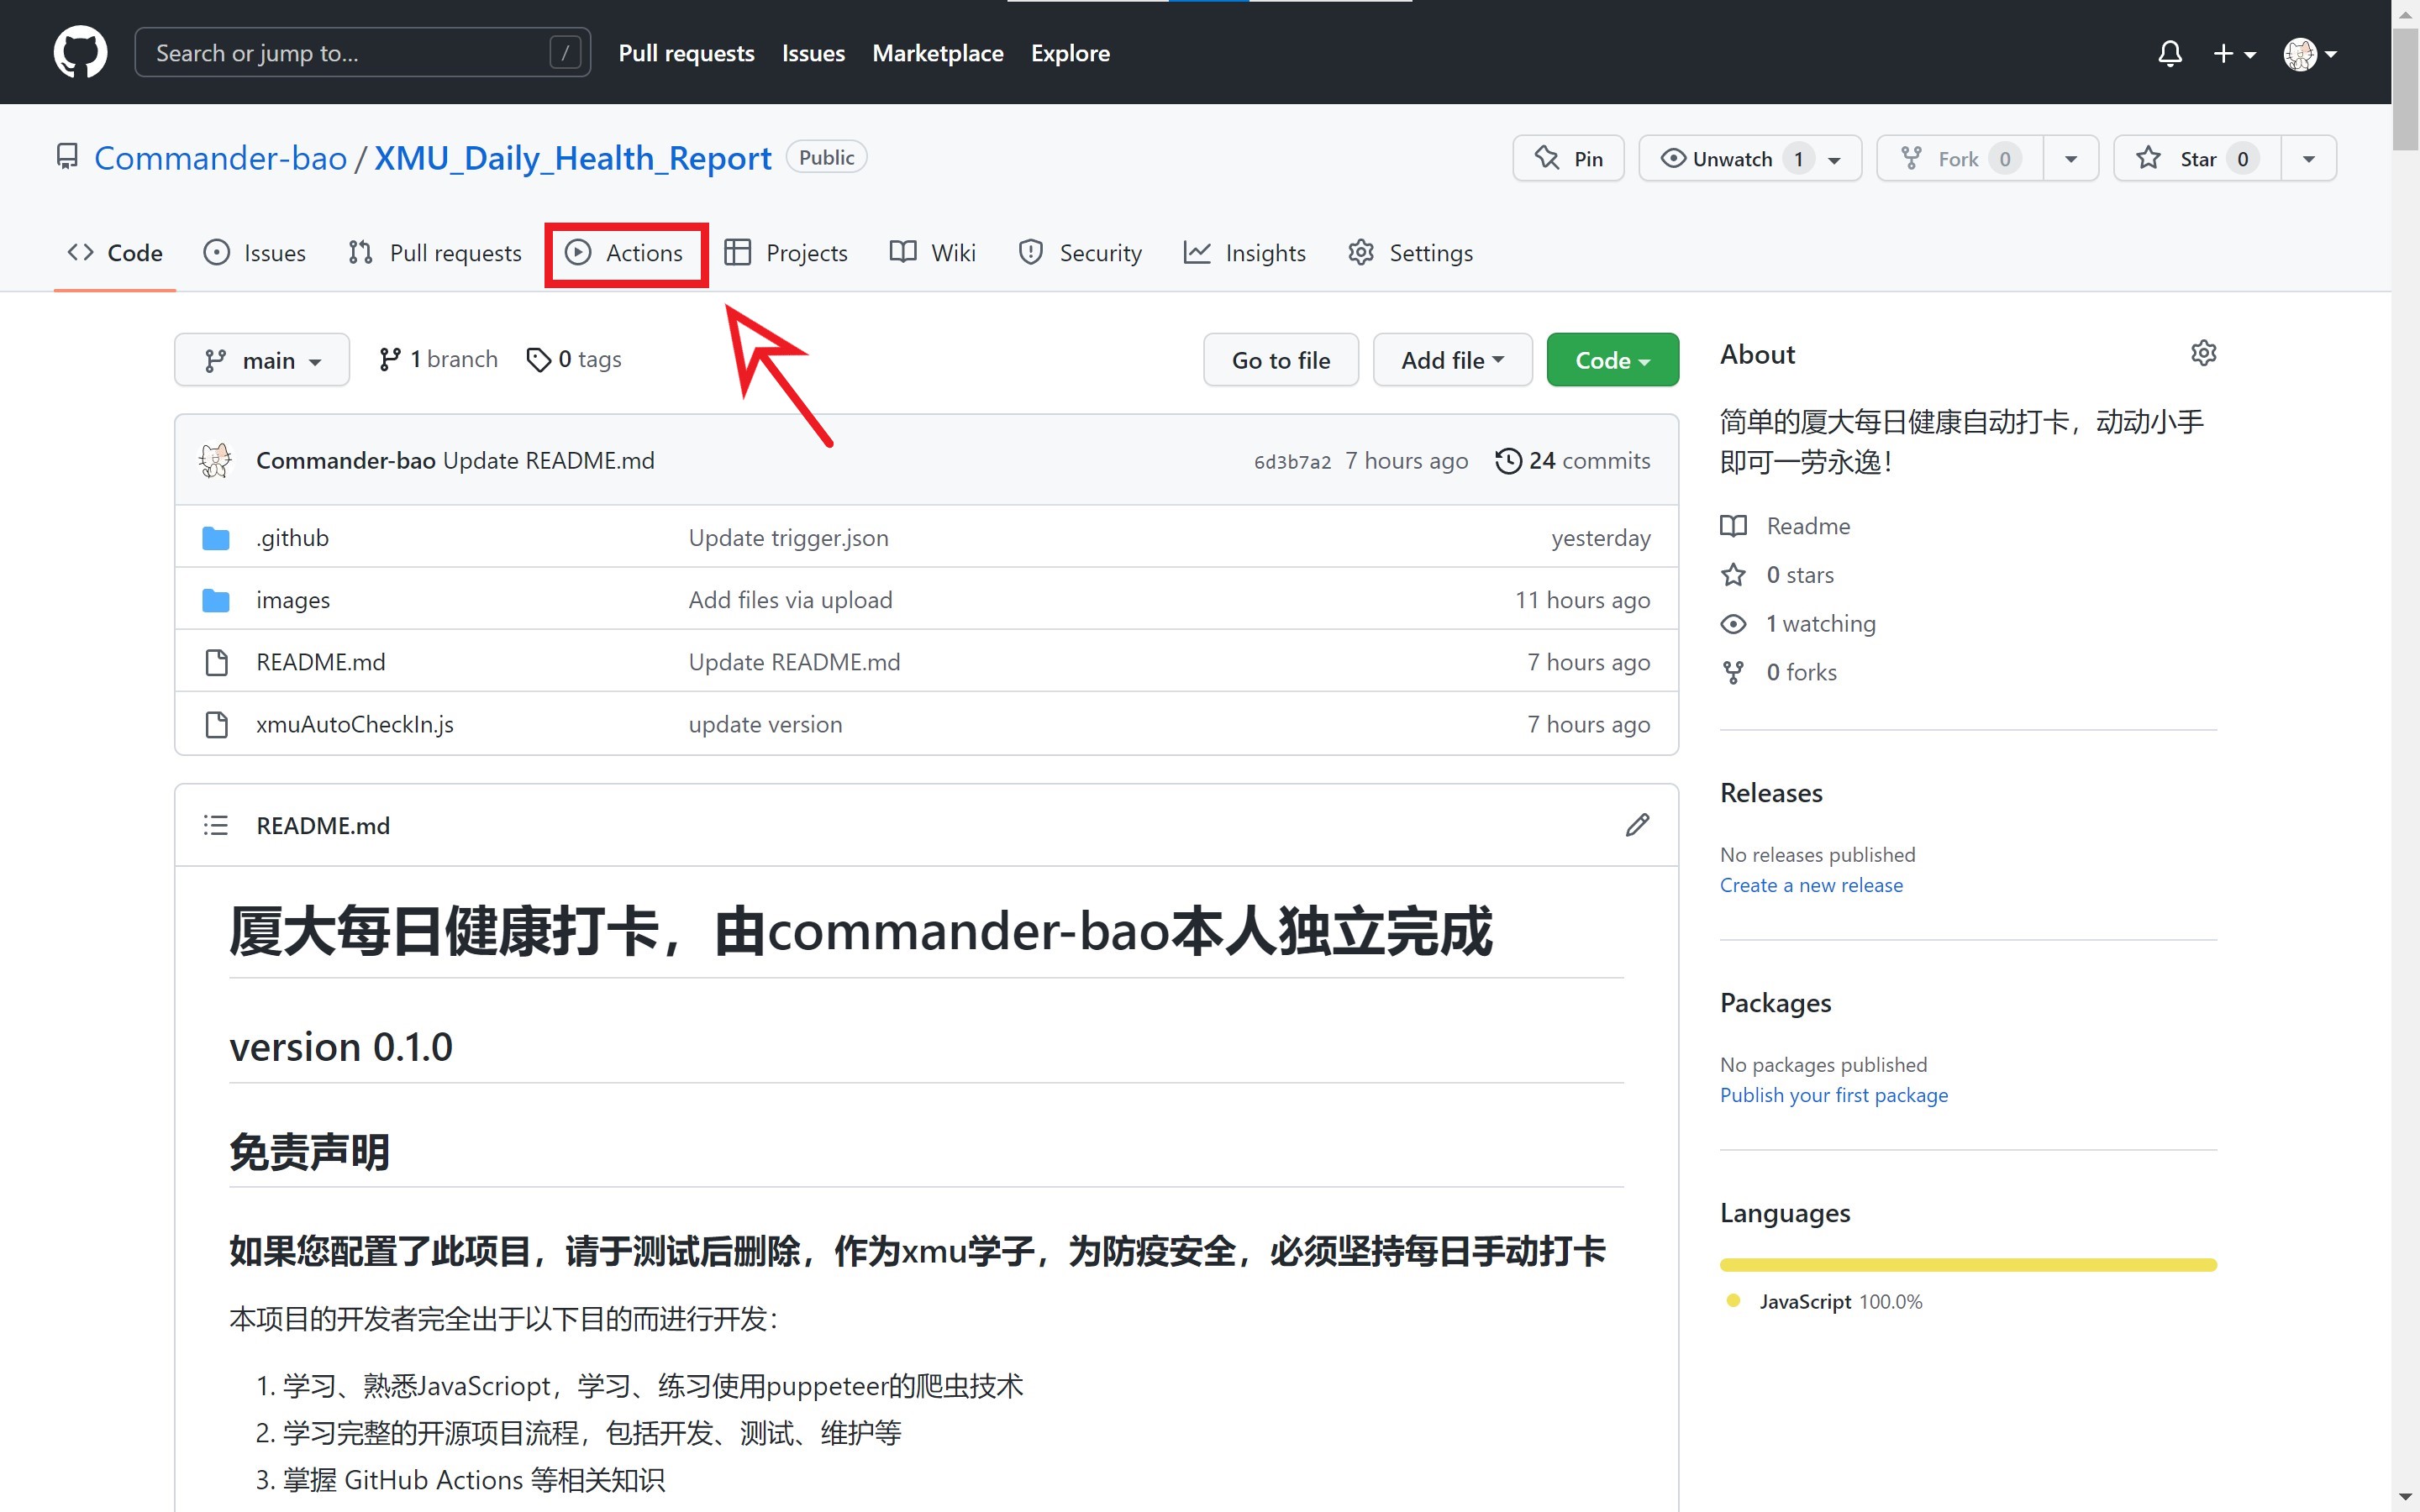 Search or jump to... /
Pull requests Issues Marketplace Explore
Commander-bao / XMU_Daily_Health_Report Public
Pin Unwatch 1 Fork 0 Star 0
Code Issues Pull requests Actions Projects Wiki Security Insights Settings
main 1 branch 0 tags Go to file Add file Code
Commander-bao Update README.md 6d3b7a2 7 hours ago 24 commits
.github Update trigger.json yesterday
images Add files via upload 11 hours ago
README.md Update README.md 7 hours ago
xmuAutoCheckIn.js update version 7 hours ago
README.md
厦大每日健康打卡，由commander-bao本人独立完成
version 0.1.0
免责声明
如果您配置了此项目，请于测试后删除，作为xmu学子，为防疫安全，必须坚持每日手动打卡
本项目的开发者完全出于以下目的而进行开发：
1. 学习、熟悉JavaScriopt，学习、练习使用puppeteer的爬虫技术
2. 学习完整的开源项目流程，包括开发、测试、维护等
3. 掌握 GitHub Actions 等相关知识
About
简单的厦大每日健康自动打卡，动动小手
即可一劳永逸！
Readme
0 stars
1 watching
0 forks
Releases
No releases published
Create a new release
Packages
No packages published
Publish your first package
Languages
JavaScript 100.0%